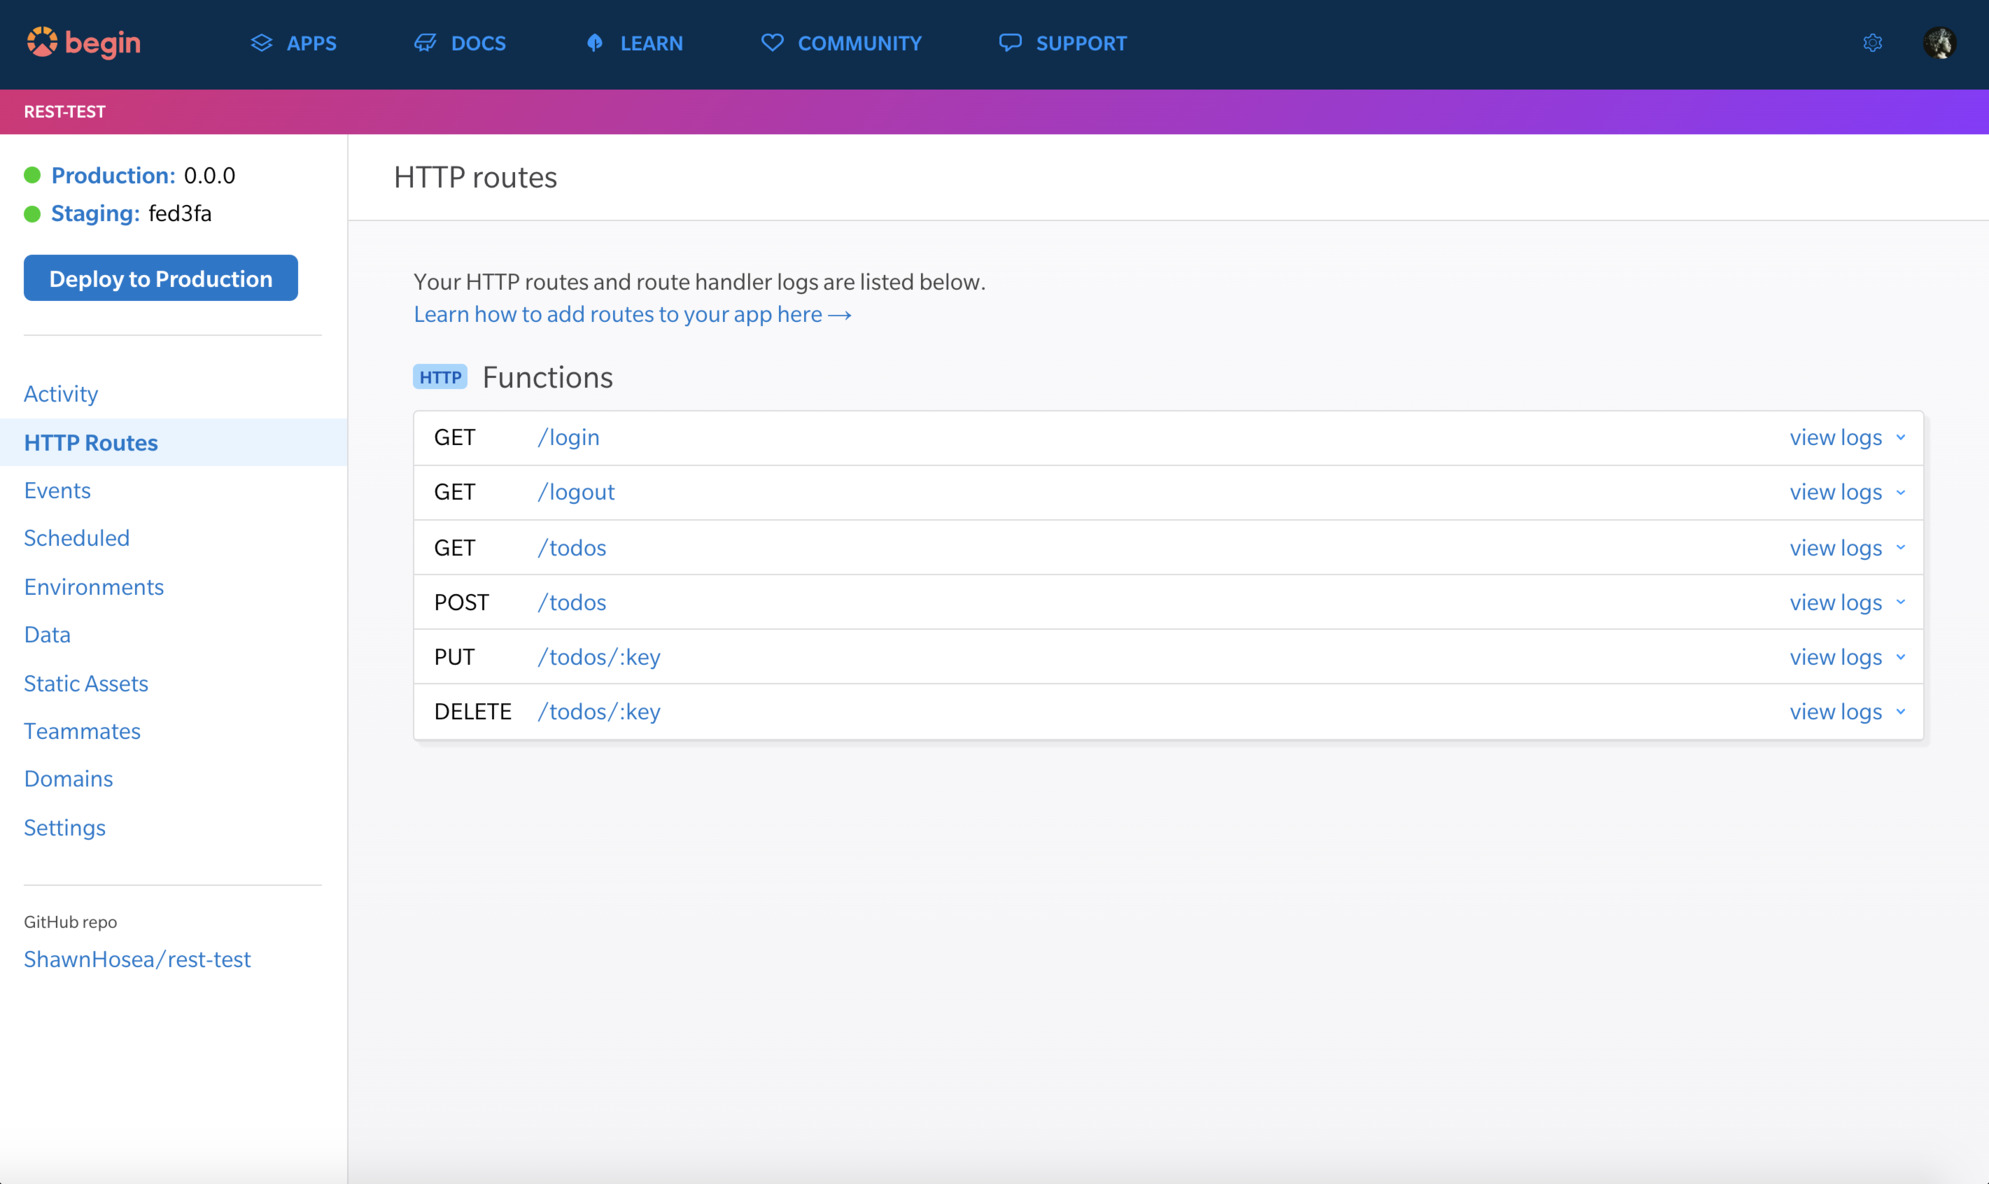 begin
APPS
DOCS
LEARN
COMMUNITY
SUPPORT
REST-TEST
Production: 0.0.0
Staging: fed3fa
Deploy to Production
Activity
HTTP Routes
Events
Scheduled
Environments
Data
Static Assets
Teammates
Domains
Settings
GitHub repo
ShawnHosea/rest-test
HTTP routes
Your HTTP routes and route handler logs are listed below.
Learn how to add routes to your app here →
HTTP Functions
GET /login view logs
GET /logout view logs
GET /todos view logs
POST /todos view logs
PUT /todos/:key view logs
DELETE /todos/:key view logs